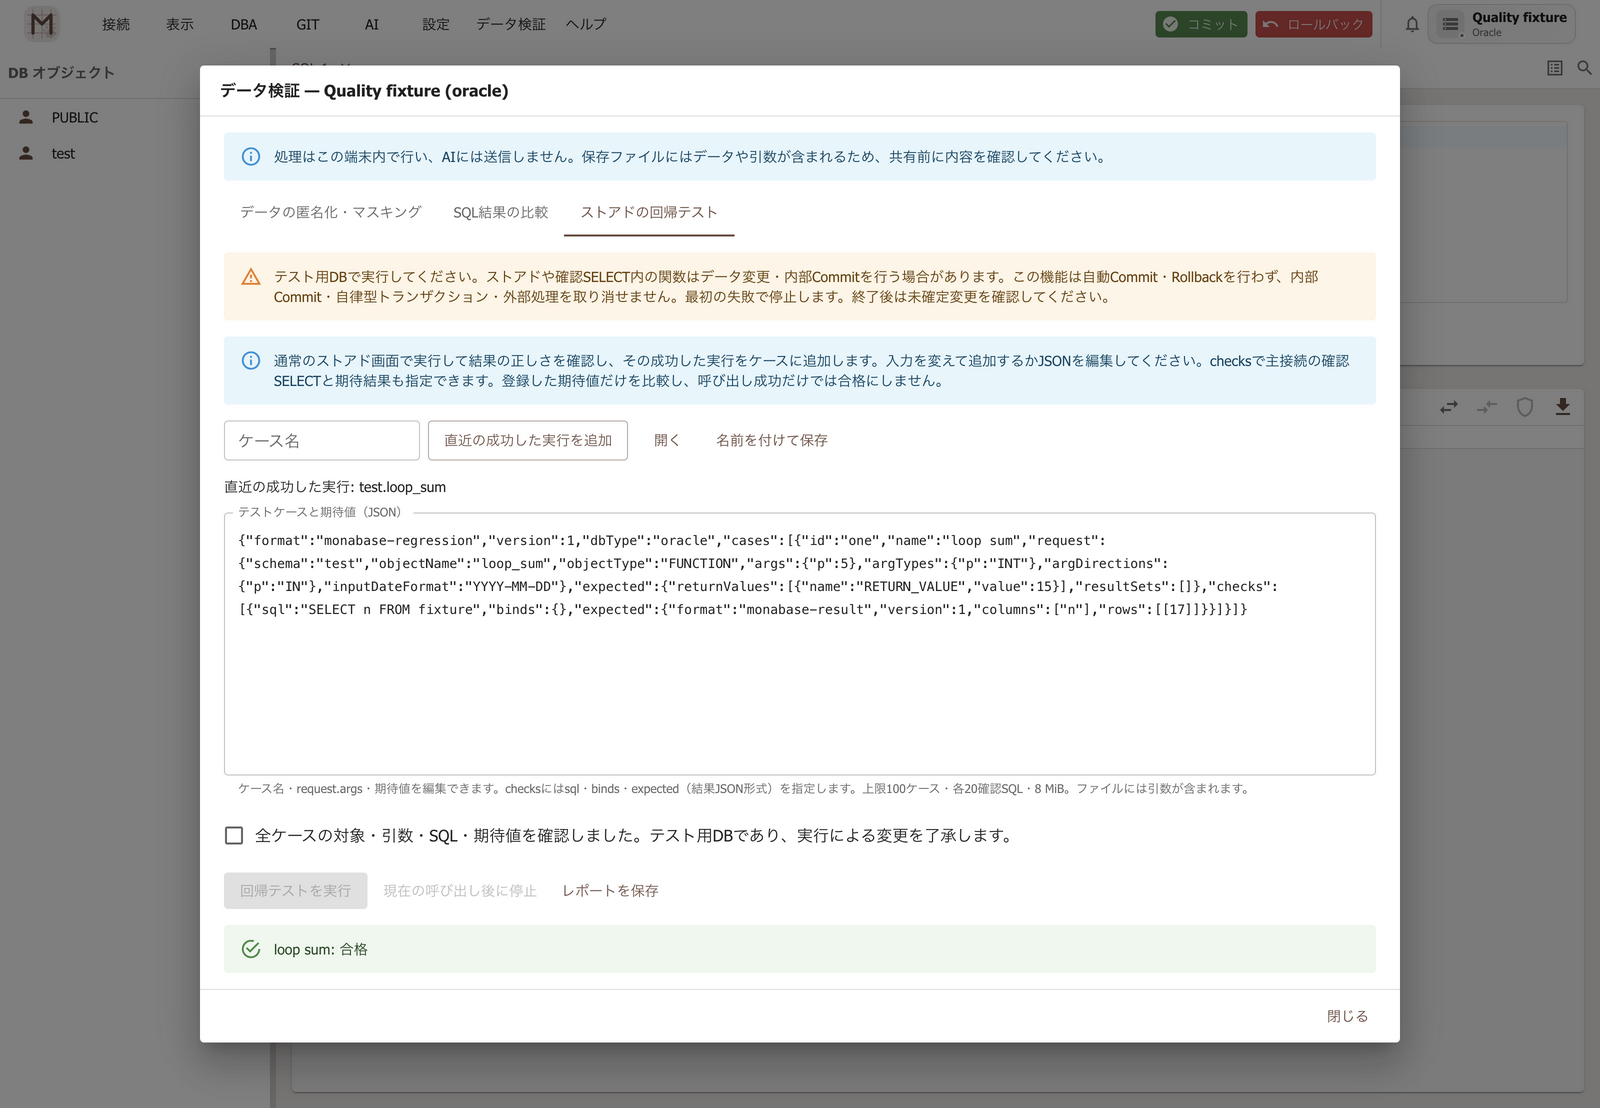 M 接続 表示 DBA GIT AI 設定 データ検証 ヘルプ コミット ロールバック Quality fixture
Oracle
DB オブジェクト
PUBLIC
test
データ検証 — Quality fixture (oracle)
処理はこの端末内で行い、AIには送信しません。保存ファイルにはデータや引数が含まれるため、共有前に内容を確認してください。
データの匿名化・マスキング SQL結果の比較 ストアドの回帰テスト
テスト用DBで実行してください。ストアドや確認SELECT内の関数はデータ変更・内部Commitを行う場合があります。この機能は自動Commit・Rollbackを行わず、内部
Commit・自律型トランザクション・外部処理を取り消せません。最初の失敗で停止します。終了後は未確定変更を確認してください。
通常のストアド画面で実行して結果の正しさを確認し、その成功した実行をケースに追加します。入力を変えて追加するかJSONを編集してください。checksで主接続の確認
SELECTと期待結果も指定できます。登録した期待値だけを比較し、呼び出し成功だけでは合格にしません。
ケース名 直近の成功した実行を追加 開く 名前を付けて保存
直近の成功した実行: test.loop_sum
テストケースと期待値（JSON）
{"format":"monabase-regression","version":1,"dbType":"oracle","cases":[{"id":"one","name":"loop sum","request":
{"schema":"test","objectName":"loop_sum","objectType":"FUNCTION","args":{"p":5},"argTypes":{"p":"INT"},"argDirections":
{"p":"IN"},"inputDateFormat":"YYYY-MM-DD"},"expected":{"returnValues":[{"name":"RETURN_VALUE","value":15}],"resultSets":[]},"checks":
[{"sql":"SELECT n FROM fixture","binds":{},"expected":{"format":"monabase-result","version":1,"columns":["n"],"rows":[[17]]}}]}]}
ケース名・request.args・期待値を編集できます。checksにはsql・binds・expected（結果JSON形式）を指定します。上限100ケース・各20確認SQL・8 MiB。ファイルには引数が含まれます。
全ケースの対象・引数・SQL・期待値を確認しました。テスト用DBであり、実行による変更を了承します。
回帰テストを実行 現在の呼び出し後に停止 レポートを保存
loop sum: 合格
閉じる